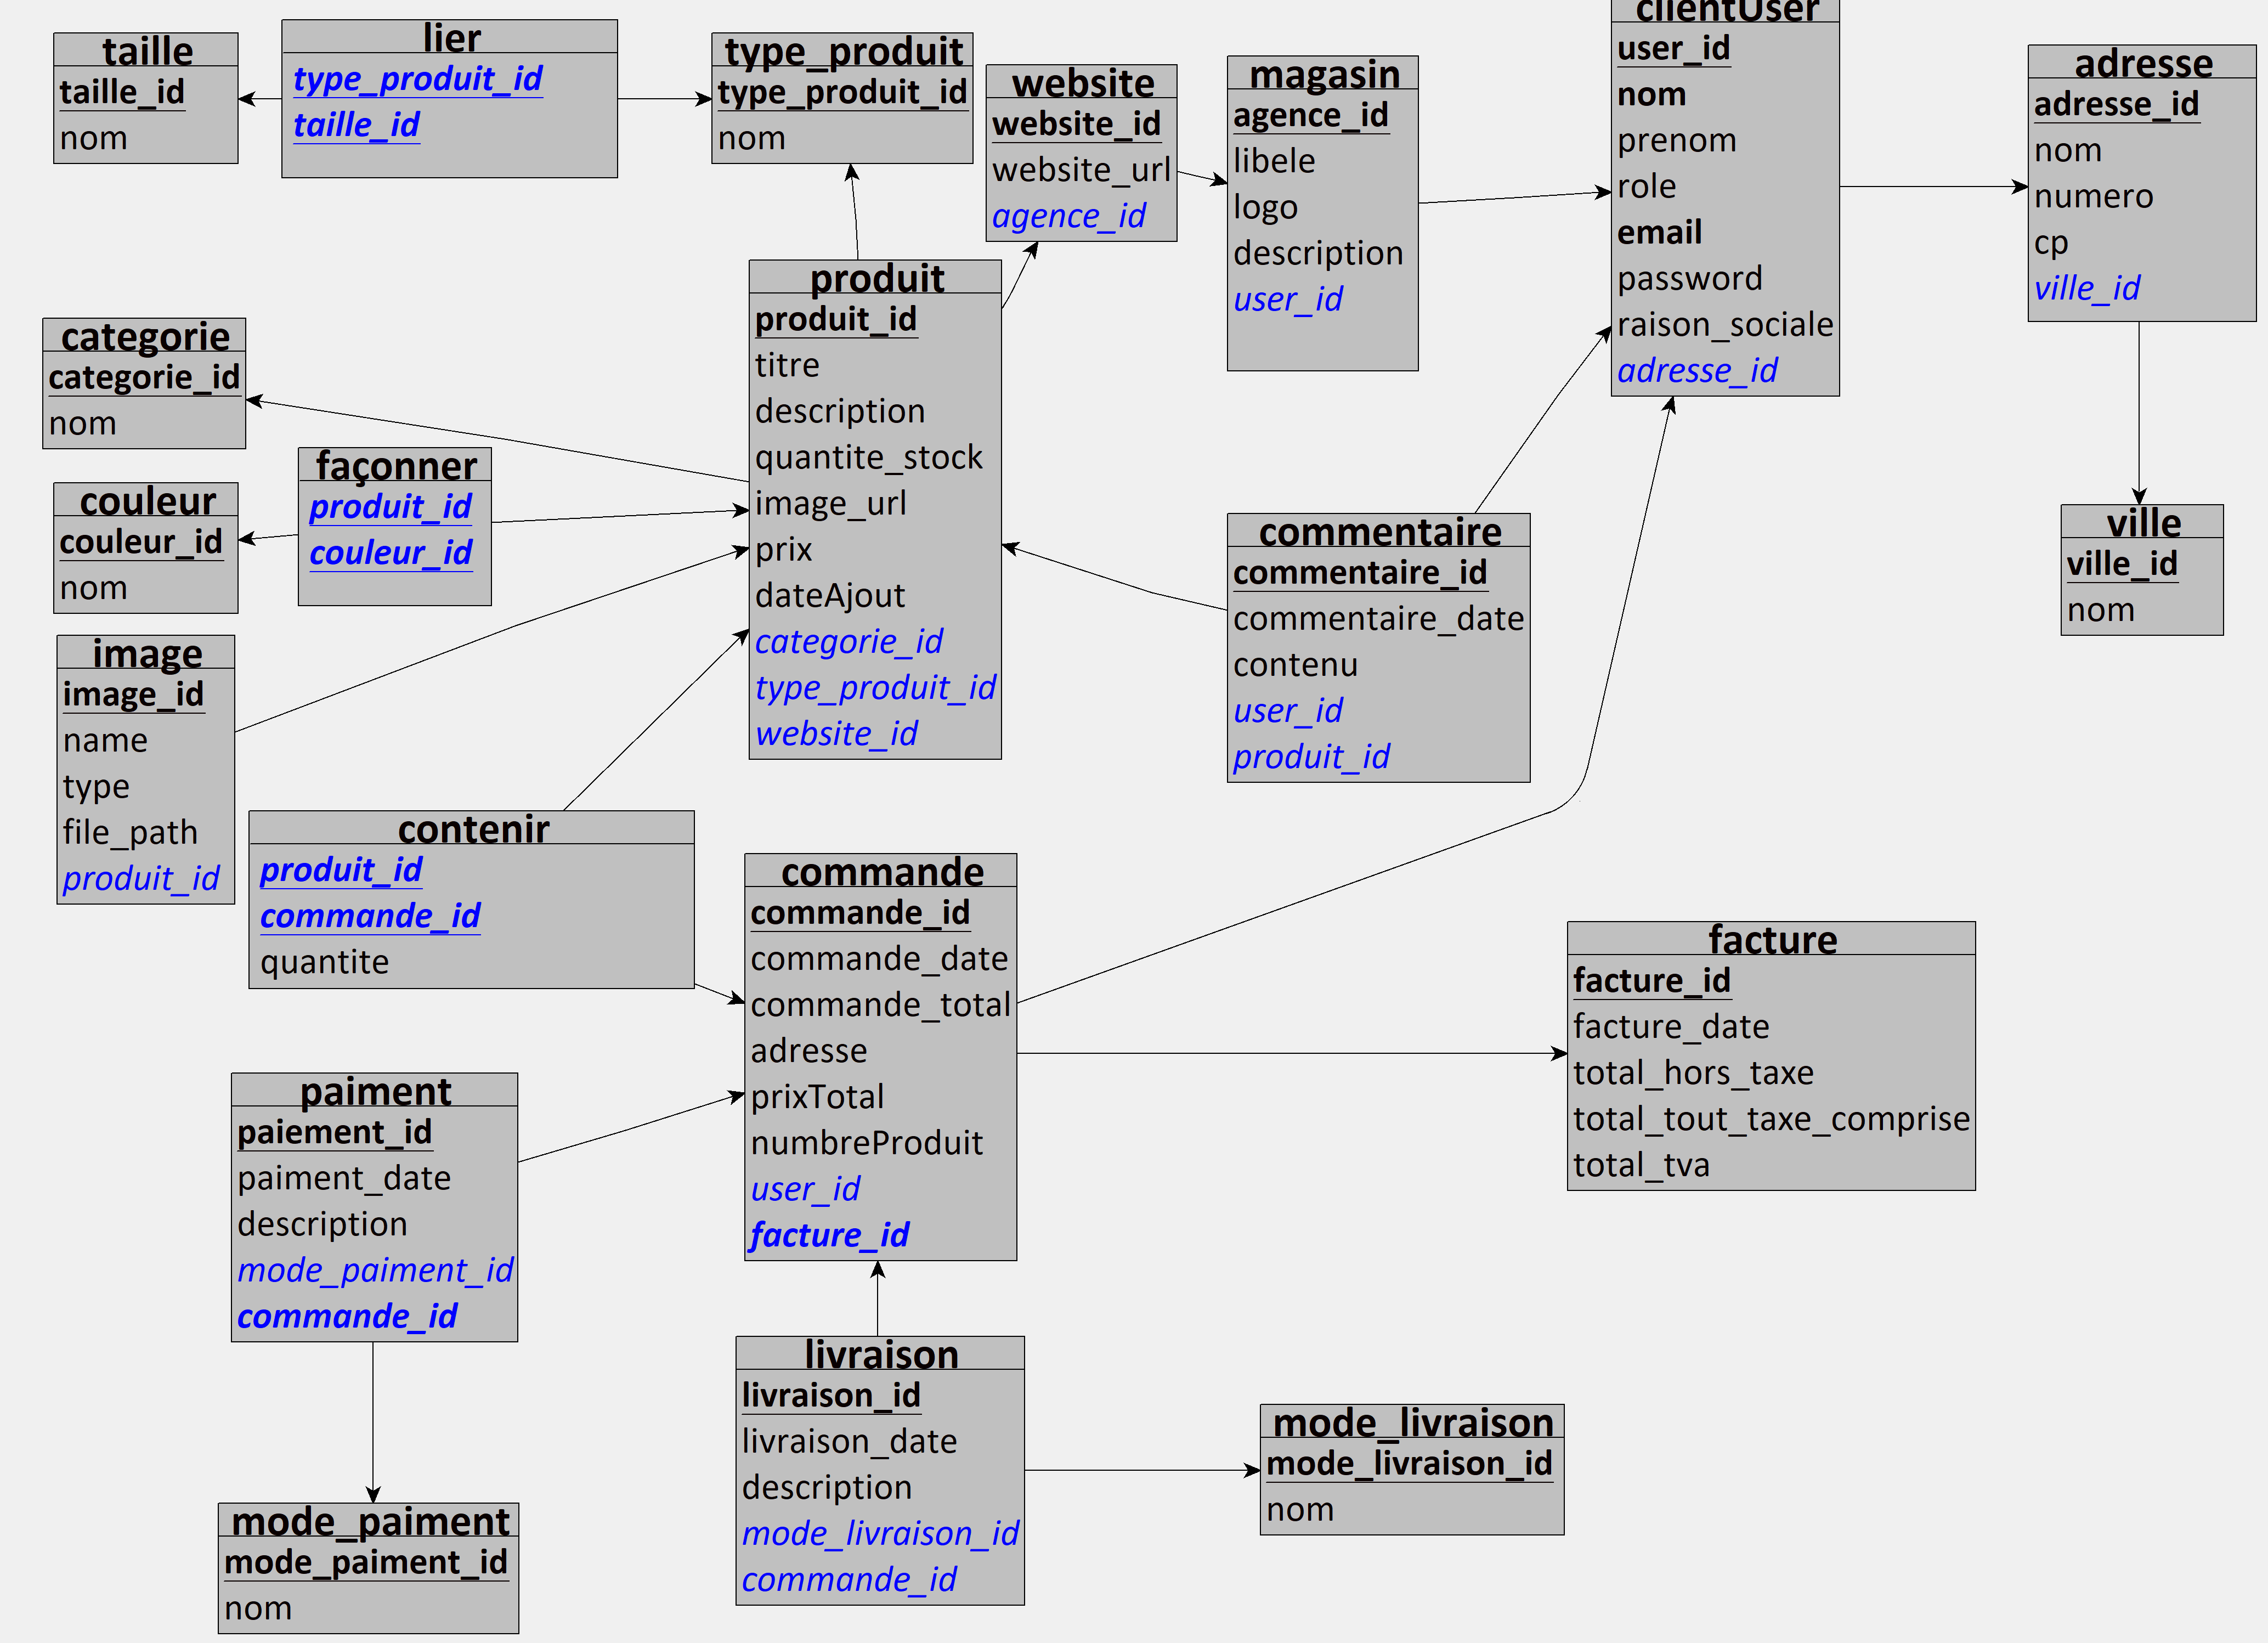 taille
taille_id
nom
lier
type_produit_id
taille_id
type_produit
type_produit_id
nom
website
website_id
website_url
agence_id
magasin
agence_id
libele
logo
description
user_id
clientUser
user_id
nom
prenom
role
email
password
raison_sociale
adresse_id
adresse
adresse_id
nom
numero
cp
ville_id
produit
produit_id
titre
description
quantite_stock
image_url
prix
dateAjout
categorie_id
type_produit_id
website_id
categorie
categorie_id
nom
façonner
produit_id
couleur_id
couleur
couleur_id
nom
commentaire
commentaire_id
commentaire_date
contenu
user_id
produit_id
ville
ville_id
nom
image
image_id
name
type
file_path
produit_id
contenir
produit_id
commande_id
quantite
commande
commande_id
commande_date
commande_total
adresse
prixTotal
numbreProduit
user_id
facture_id
facture
facture_id
facture_date
total_hors_taxe
total_tout_taxe_comprise
total_tva
paiment
paiement_id
paiment_date
description
mode_paiment_id
commande_id
livraison
livraison_id
livraison_date
description
mode_livraison_id
commande_id
mode_livraison
mode_livraison_id
nom
mode_paiment
mode_paiment_id
nom